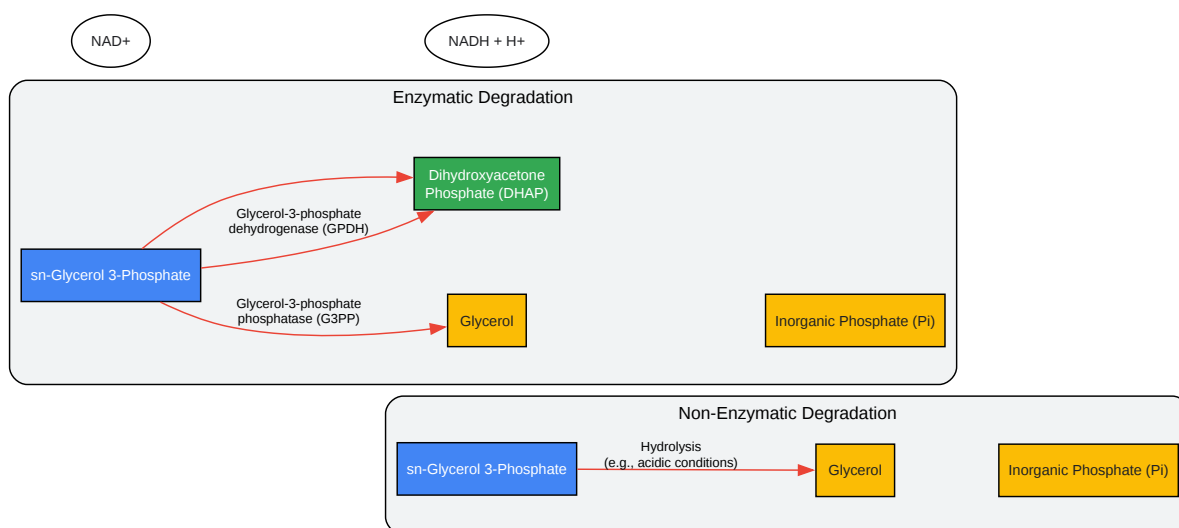 NAD+
NADH + H+
Enzymatic Degradation
Dihydroxyacetone
Phosphate (DHAP)
Glycerol-3-phosphate
dehydrogenase (GPDH)
sn-Glycerol 3-Phosphate
Glycerol-3-phosphate
phosphatase (G3PP)
Glycerol
Inorganic Phosphate (Pi)
Non-Enzymatic Degradation
sn-Glycerol 3-Phosphate
Hydrolysis
(e.g., acidic conditions)
Glycerol
Inorganic Phosphate (Pi)